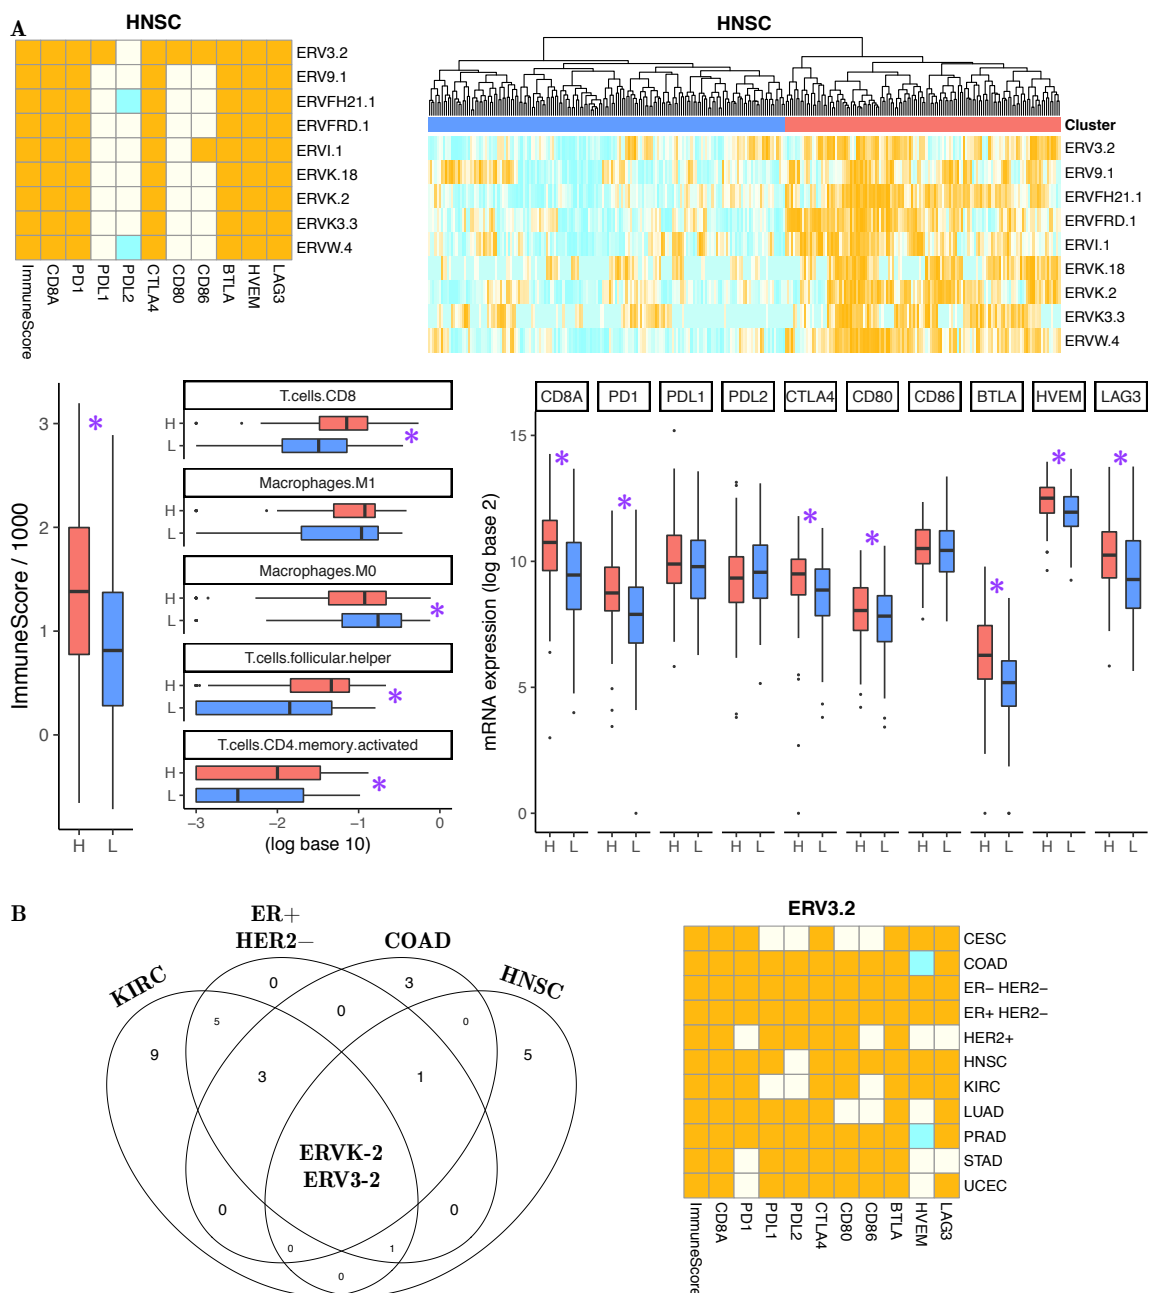 A
HNSC
ERV3.2
ERV9.1
ERVFH21.1
ERVFRD.1
ERVI.1
ERVK.18
ERVK.2
ERVK3.3
ERVW.4
ImmuneScore
CD8A
PD1
PDL1
PDL2
CTLA4
CD80
CD86
BTLA
HVEM
LAG3
HNSC
Cluster
ERV3.2
ERV9.1
ERVFH21.1
ERVFRD.1
ERVI.1
ERVK.18
ERVK.2
ERVK3.3
ERVW.4
ImmuneScore / 1000
3
2
1
0
H L
*
T.cells.CD8
H
L
*
Macrophages.M1
H
L
Macrophages.M0
H
L
*
T.cells.follicular.helper
H
L
*
T.cells.CD4.memory.activated
H
L
*
−3 −2 −1 0
(log base 10)
mRNA expression (log base 2)
15
10
5
0
CD8A PD1 PDL1 PDL2 CTLA4 CD80 CD86 BTLA HVEM LAG3
* * * * * * *
H L H L H L H L H L H L H L H L H L H L
B
KIRC
ER+
HER2−
COAD
HNSC
0 3
5 0 0
9 5
3 1
ERVK-2
ERV3-2
0 0
0 1
0
ERV3.2
CESC
COAD
ER− HER2−
ER+ HER2−
HER2+
HNSC
KIRC
LUAD
PRAD
STAD
UCEC
ImmuneScore
CD8A
PD1
PDL1
PDL2
CTLA4
CD80
CD86
BTLA
HVEM
LAG3